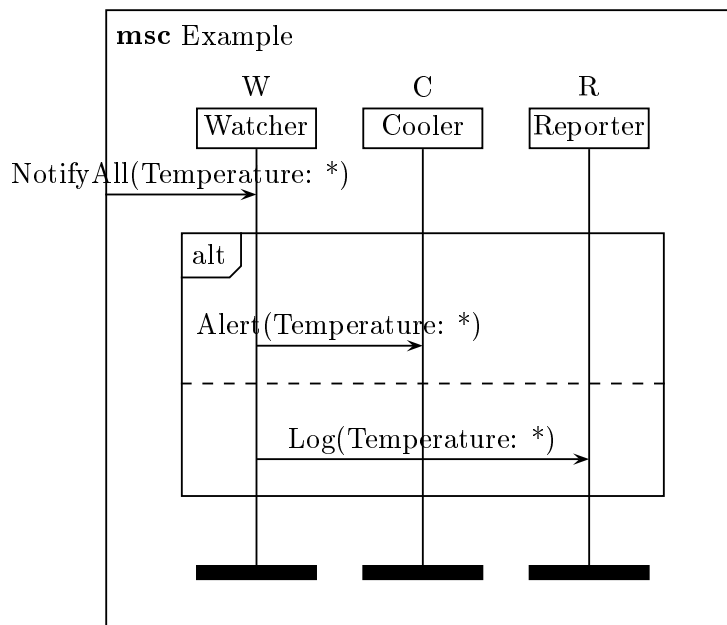 msc Example
W C R
Watcher Cooler Reporter
NotifyAll(Temperature: *)
alt
Alert(Temperature: *)
Log(Temperature: *)